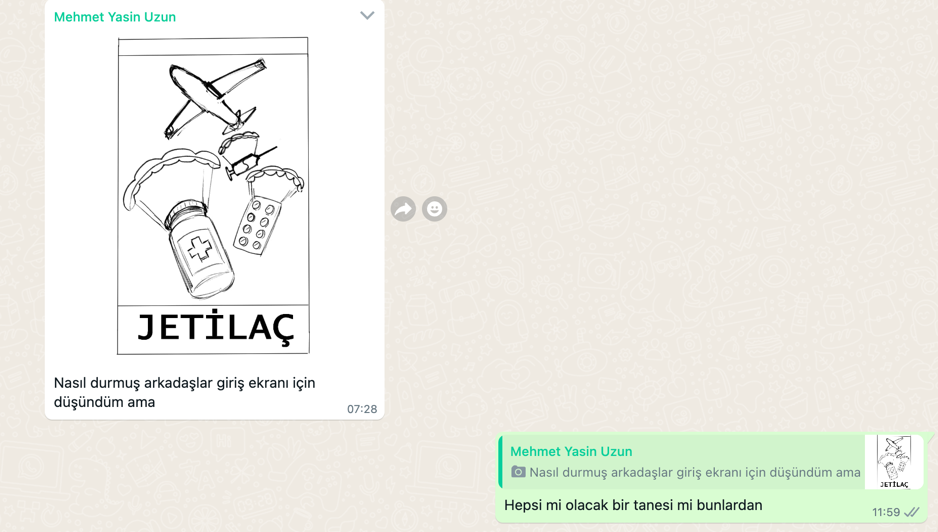 Mehmet Yasin Uzun
JETİLAÇ
Nasıl durmuş arkadaşlar giriş ekranı için
düşündüm ama
07:28
Mehmet Yasin Uzun
Nasıl durmuş arkadaşlar giriş ekranı için düşündüm ama
JETİLAÇ
Hepsi mi olacak bir tanesi mi bunlardan
11:59